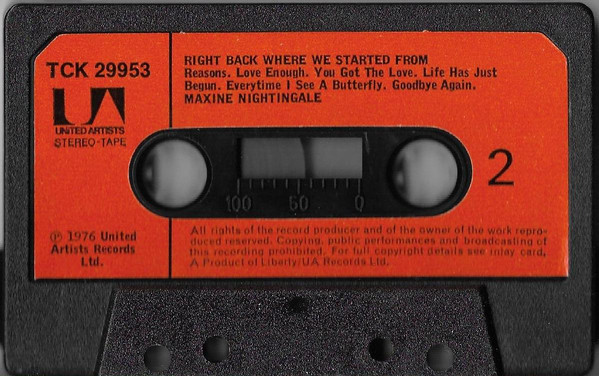 TCK 29953
UA
UNITED ARTISTS
STEREO-TAPE
RIGHT BACK WHERE WE STARTED FROM
Reasons. Love Enough. You Got The Love. Life Has Just
Begun. Everytime I See A Butterfly. Goodbye Again.
MAXINE NIGHTINGALE
2
100 50 0
℗ 1976 United
Artists Records
Ltd.
All rights of the record producer and of the owner of the work repro-
duced reserved. Copying, public performances and broadcasting of
this recording prohibited. For full copyright details see inlay card,
A Product of Liberty/UA Records Ltd.